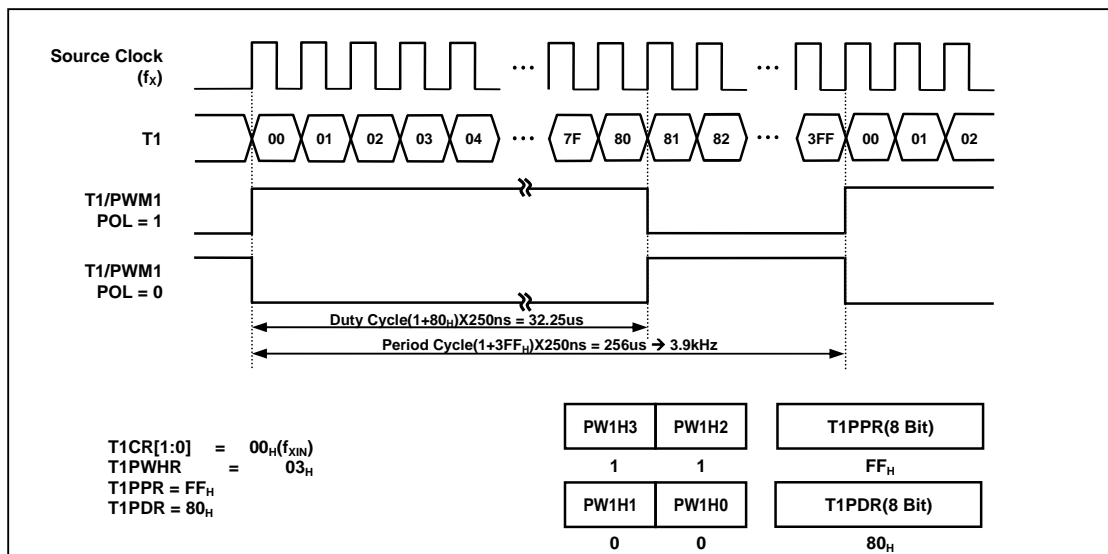 Source Clock
(fX)
T1
00 01 02 03 04 ... 7F 80 81 82 ... 3FF 00 01 02
T1/PWM1
POL = 1
T1/PWM1
POL = 0
Duty Cycle(1+80H)X250ns = 32.25us
Period Cycle(1+3FFH)X250ns = 256us → 3.9kHz
T1CR[1:0] = 00H(fXIN)
T1PWHR = 03H
T1PPR = FFH
T1PDR = 80H
PW1H3 PW1H2 T1PPR(8 Bit)
1 1 FFH
PW1H1 PW1H0 T1PDR(8 Bit)
0 0 80H